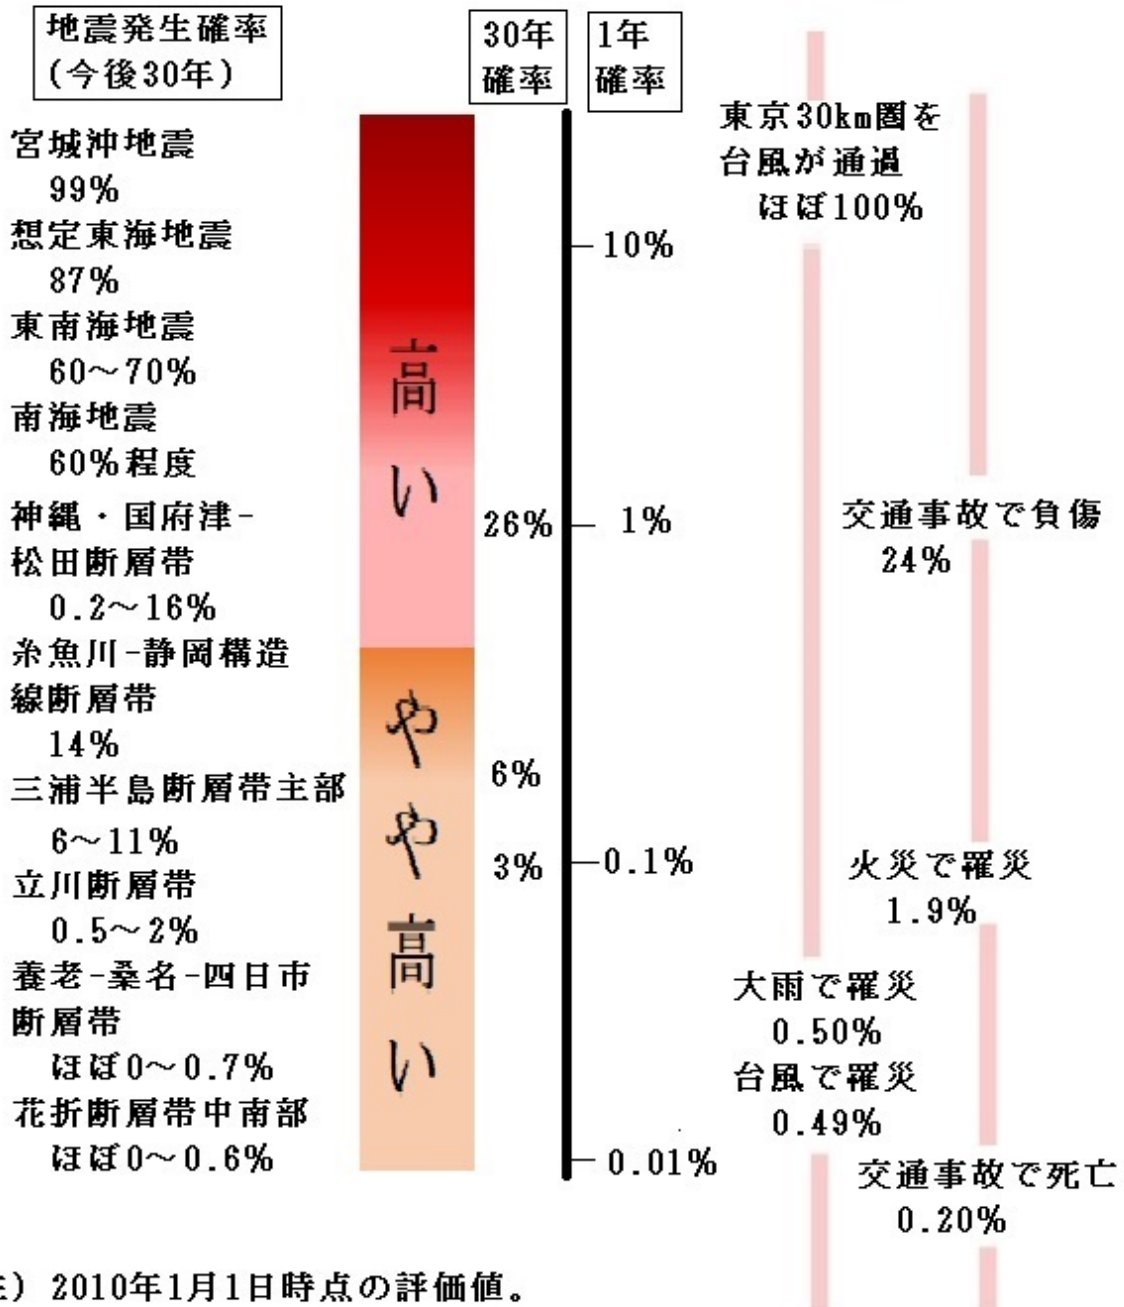 地震発生確率
(今後30年)
30年
確率
1年
確率
宮城沖地震
99%
想定東海地震
87%
東南海地震
60～70%
南海地震
60%程度
神縄・国府津-
松田断層帯
0.2～16%
糸魚川-静岡構造
線断層帯
14%
三浦半島断層帯主部
6～11%
立川断層帯
0.5～2%
養老-桑名-四日市
断層帯
ほぼ0～0.7%
花折断層帯中南部
ほぼ0～0.6%
高い
やや高い
26%
6%
3%
10%
1%
0.1%
0.01%
東京30km圏を
台風が通過
ほぼ100%
交通事故で負傷
24%
火災で罹災
1.9%
大雨で罹災
0.50%
台風で罹災
0.49%
交通事故で死亡
0.20%
) 2010年1月1日時点の評価値。